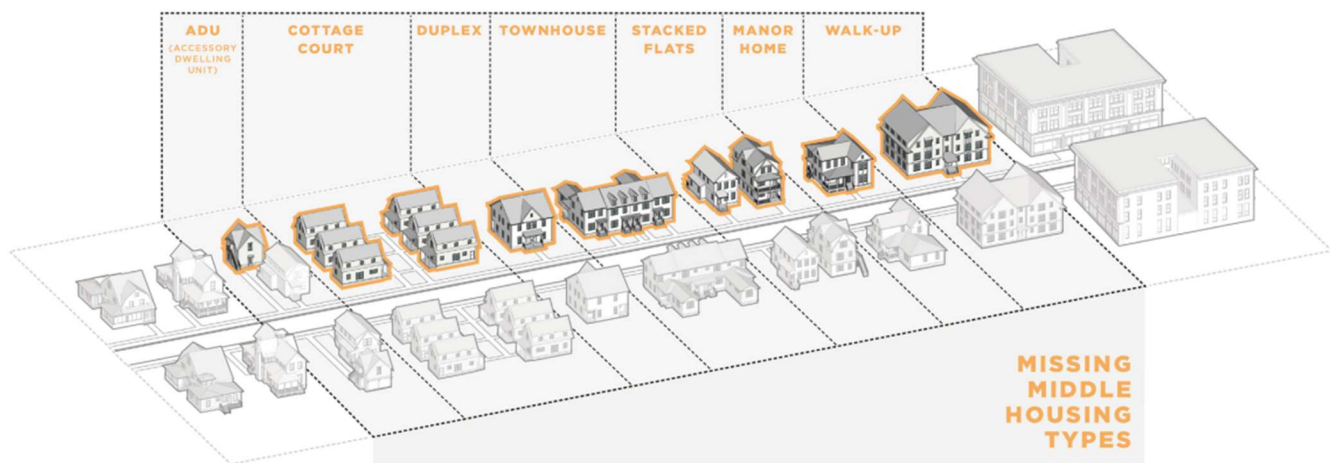 ADU
(ACCESSORY
DWELLING
UNIT)
COTTAGE
COURT
DUPLEX
TOWNHOUSE
STACKED
FLATS
MANOR
HOME
WALK-UP
MISSING
MIDDLE
HOUSING
TYPES